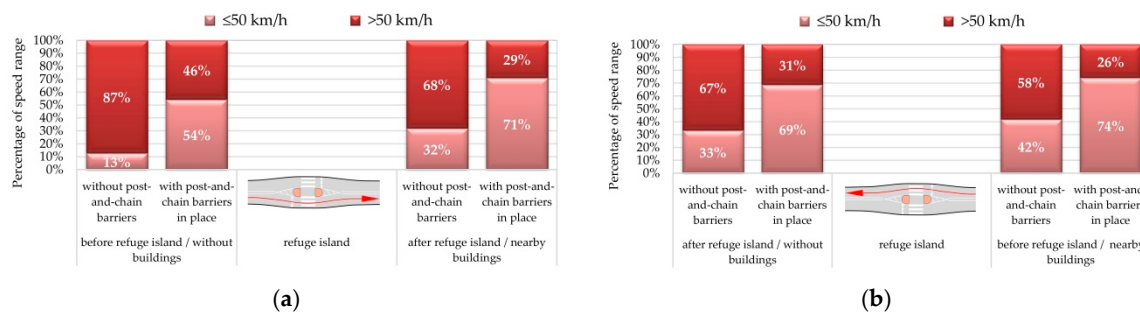 ≤50 km/h >50 km/h
Percentage of speed range
100%
90%
80%
70%
60%
50%
40%
30%
20%
10%
0%
87%
13%
46%
54%
68%
32%
29%
71%
without post-
and-chain
barriers
with post-and-
chain barriers
in place
without post-
and-chain
barriers
with post-and-
chain barriers
in place
before refuge island / without
buildings
refuge island
after refuge island / nearby
buildings
(a)
≤50 km/h >50 km/h
Percentage of speed range
100%
90%
80%
70%
60%
50%
40%
30%
20%
10%
0%
67%
33%
31%
69%
58%
42%
26%
74%
without post-
and-chain
barriers
with post-and-
chain barriers
in place
without post-
and-chain
barriers
with post-and-
chain barriers
in place
after refuge island / without
buildings
refuge island
before refuge island / nearby
buildings
(b)